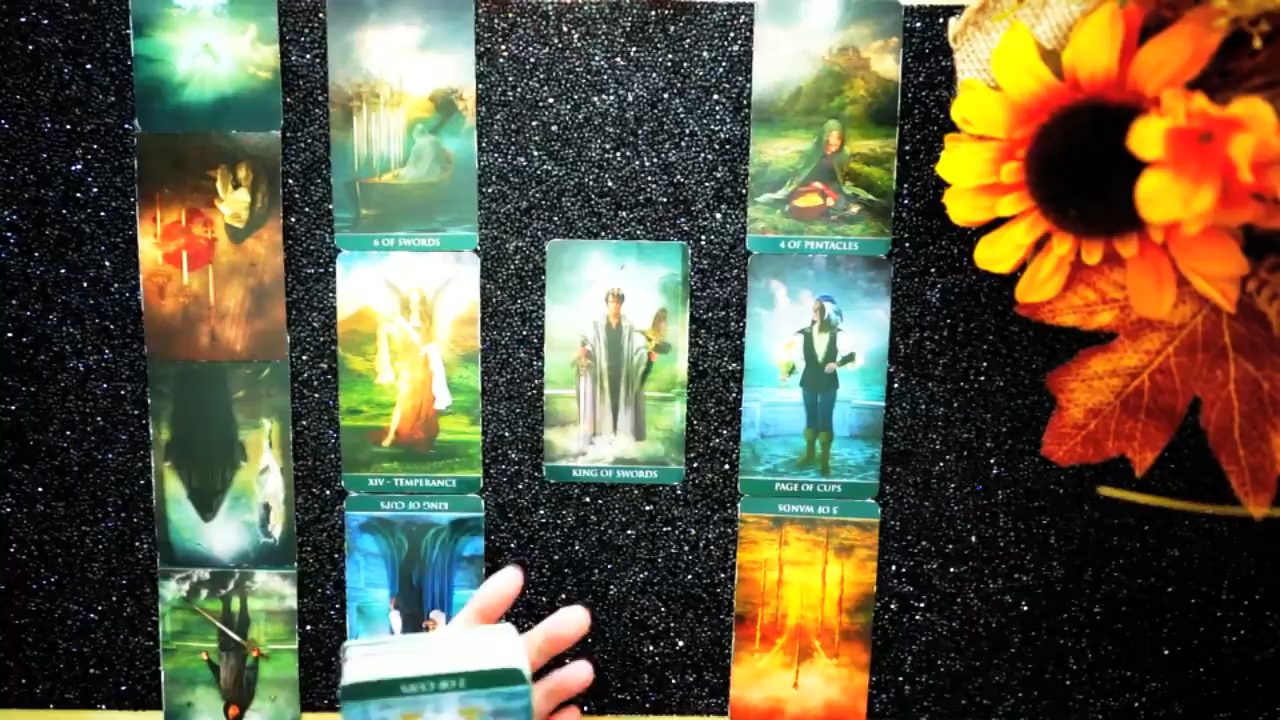 6 OF SWORDS
4 OF PENTACLES
KING OF SWORDS
XIV - TEMPERANCE
PAGE OF CUPS
KING OF CUPS
5 OF WANDS